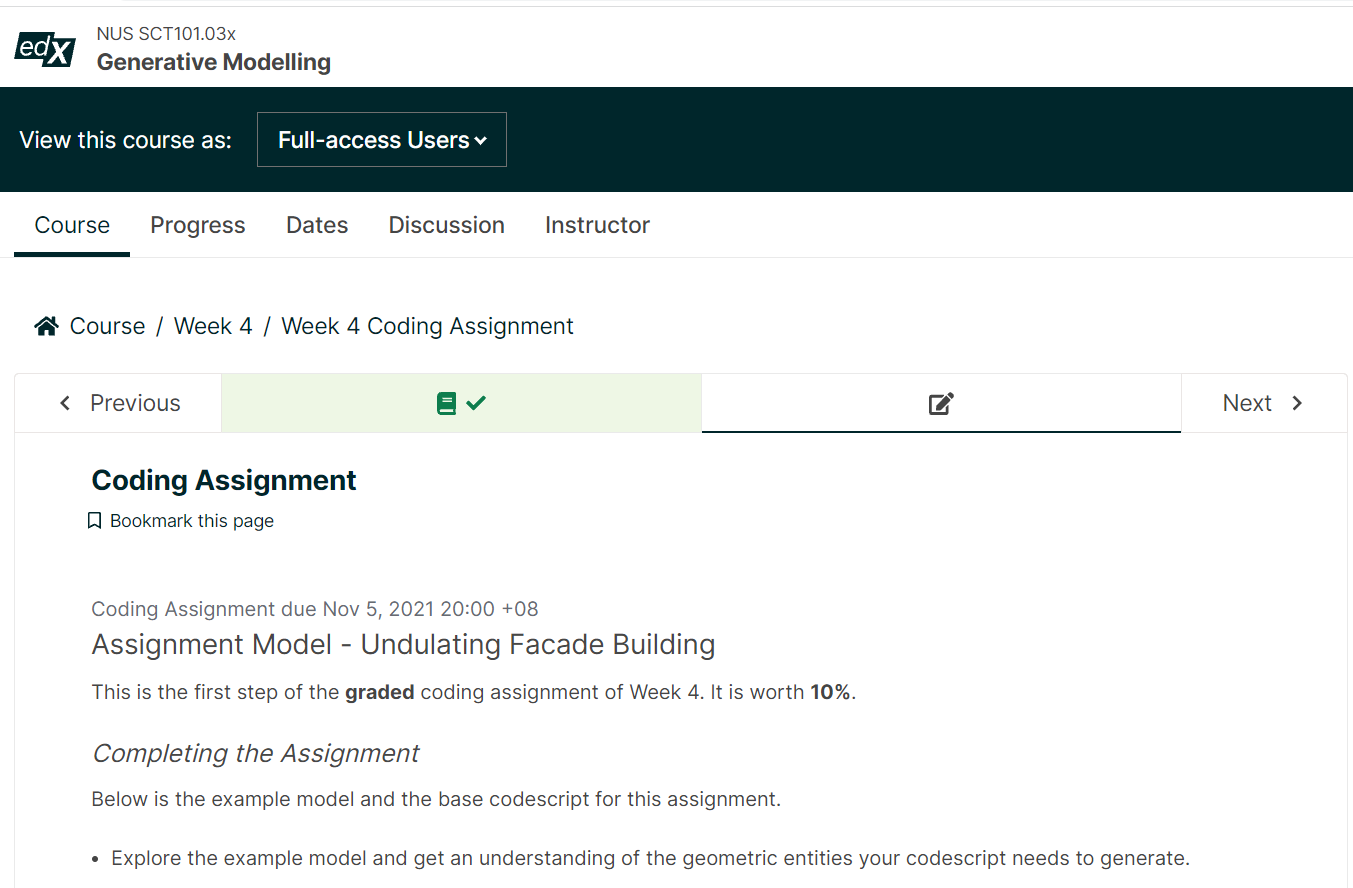 edX
NUS SCT101.03x
Generative Modelling
View this course as:
Full-access Users
Course Progress Dates Discussion Instructor
Course / Week 4 / Week 4 Coding Assignment
Previous
Next
Coding Assignment
Bookmark this page
Coding Assignment due Nov 5, 2021 20:00 +08
Assignment Model - Undulating Facade Building
This is the first step of the graded coding assignment of Week 4. It is worth 10%.
Completing the Assignment
Below is the example model and the base codescript for this assignment.
• Explore the example model and get an understanding of the geometric entities your codescript needs to generate.